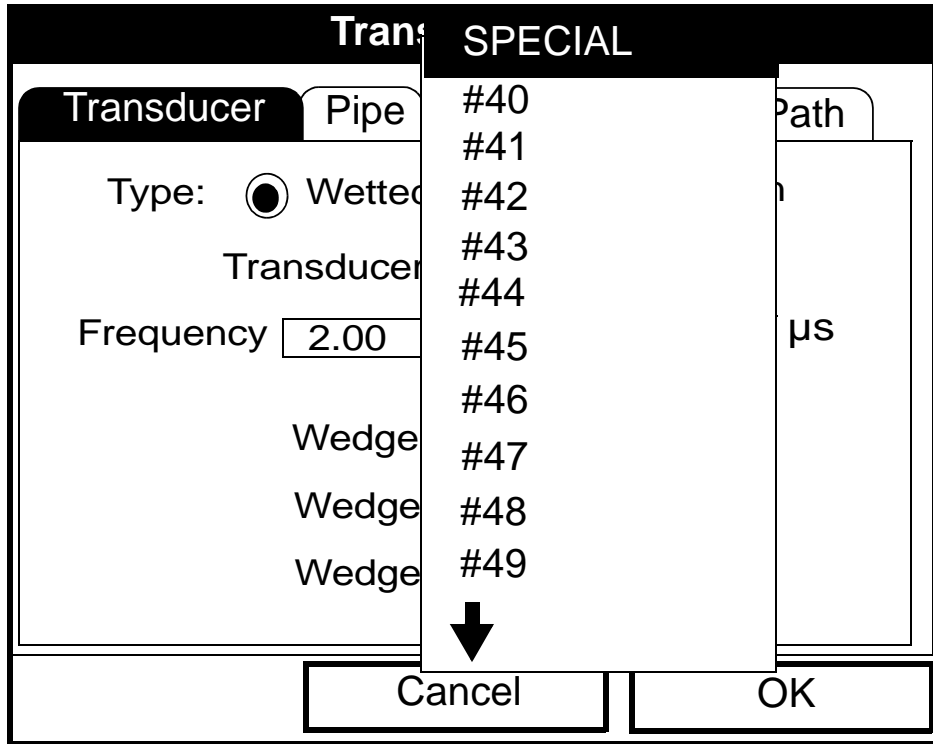 Trans
SPECIAL
Transducer Pipe Path
#40
#41
Type: Wetted
#42
#43
Transducer
#44
Frequency 2.00 µs
#45
#46
Wedge
#47
Wedge
#48
Wedge
#49
Cancel OK